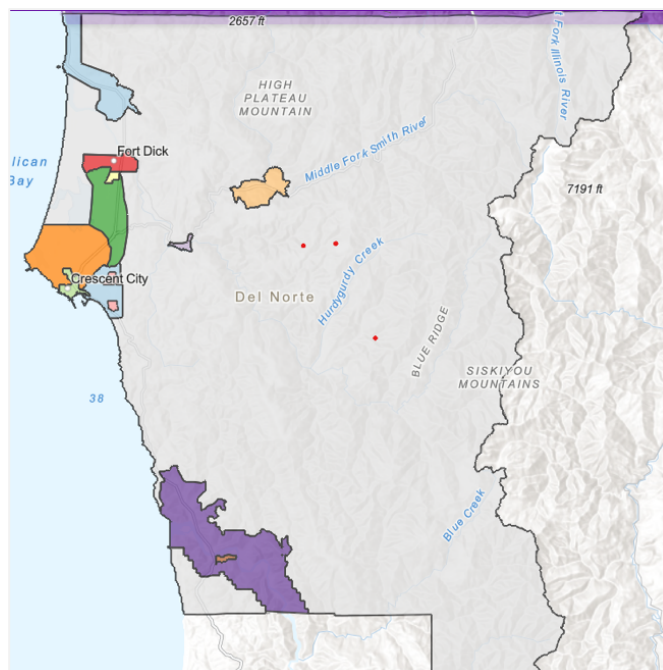 2657 ft
Fork Illinois River
HIGH
PLATEAU
MOUNTAIN
Middle Fork Smith River
Fort Dick
lican
Bay
7191 ft
Crescent City
Hurdygurdy Creek
Del Norte
BLUE RIDGE
SISKIYOU
MOUNTAINS
38
Blue Creek